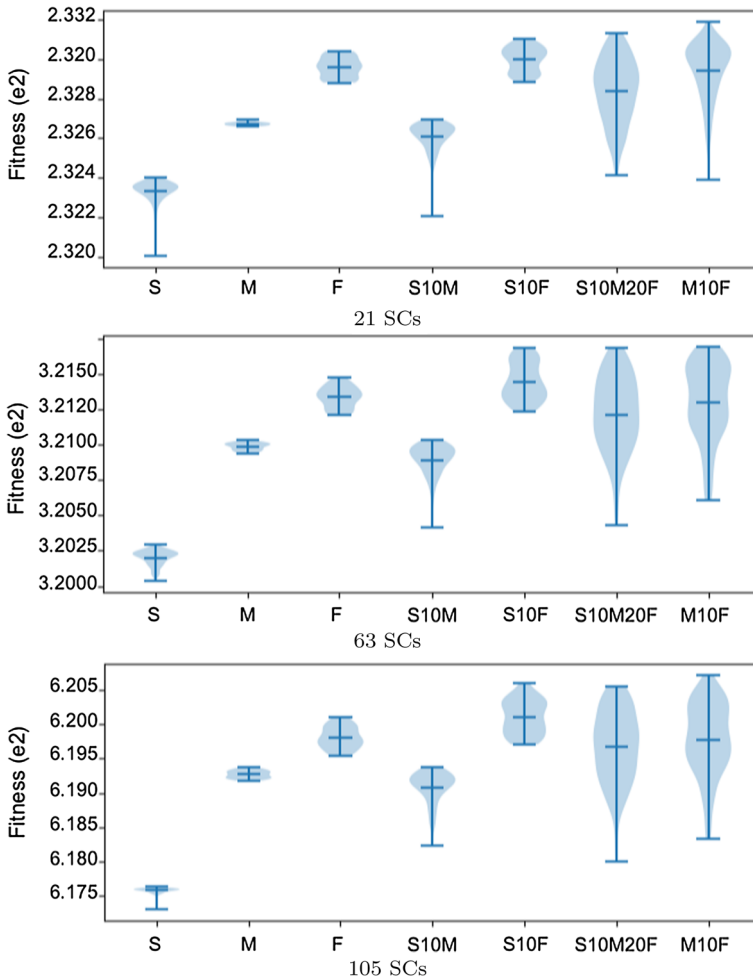 Fitness (e2)
2.332
2.320
2.328
2.326
2.324
2.322
2.320
S M F S10M S10F S10M20F M10F
21 SCs
Fitness (e2)
3.2150
3.2120
3.2100
3.2075
3.2050
3.2025
3.2000
S M F S10M S10F S10M20F M10F
63 SCs
Fitness (e2)
6.205
6.200
6.195
6.190
6.185
6.180
6.175
S M F S10M S10F S10M20F M10F
105 SCs